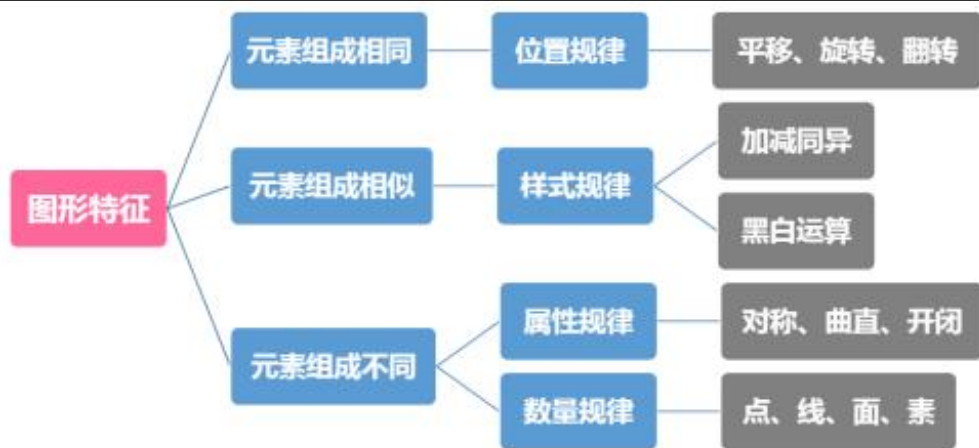 图形特征
元素组成相同
位置规律
平移、旋转、翻转
元素组成相似
样式规律
加减同异
黑白运算
元素组成不同
属性规律
对称、曲直、开闭
数量规律
点、线、面、素